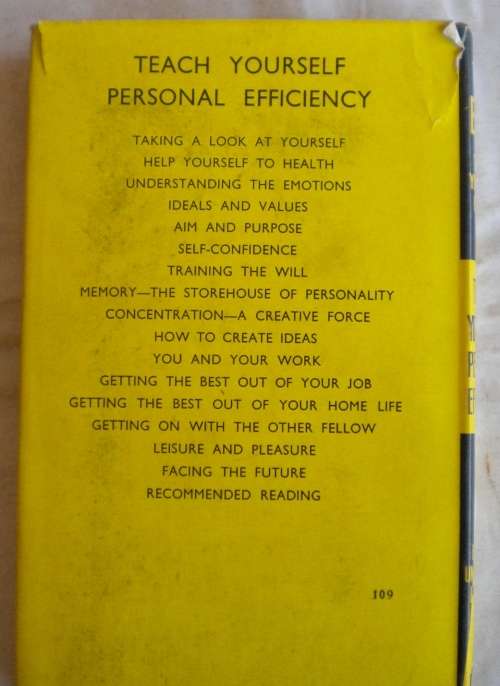 TEACH YOURSELF
PERSONAL EFFICIENCY
TAKING A LOOK AT YOURSELF
HELP YOURSELF TO HEALTH
UNDERSTANDING THE EMOTIONS
IDEALS AND VALUES
AIM AND PURPOSE
SELF-CONFIDENCE
TRAINING THE WILL
MEMORY—THE STOREHOUSE OF PERSONALITY
CONCENTRATION—A CREATIVE FORCE
HOW TO CREATE IDEAS
YOU AND YOUR WORK
GETTING THE BEST OUT OF YOUR JOB
GETTING THE BEST OUT OF YOUR HOME LIFE
GETTING ON WITH THE OTHER FELLOW
LEISURE AND PLEASURE
FACING THE FUTURE
RECOMMENDED READING
109